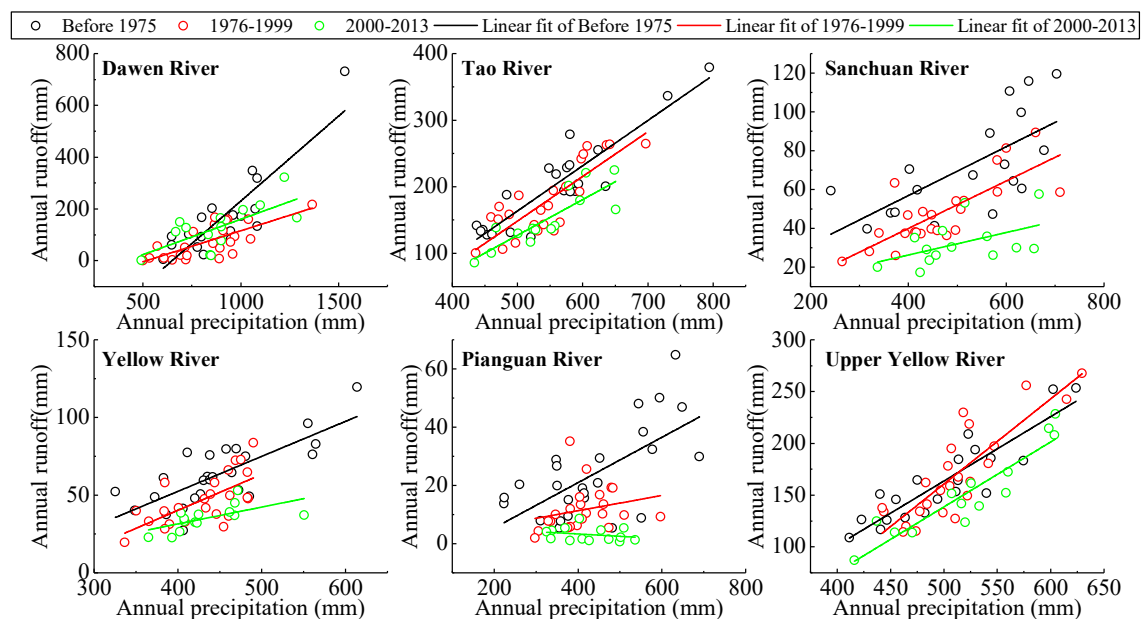 Before 1975 1976-1999 2000-2013 Linear fit of Before 1975 Linear fit of 1976-1999 Linear fit of 2000-2013
Dawen River
Annual runoff(mm)
800
600
400
200
0
500 1000 1500
Annual precipitation (mm)
Tao River
Annual runoff(mm)
400
300
200
100
400 500 600 700 800
Annual precipitation (mm)
Sanchuan River
Annual runoff(mm)
120
100
80
60
40
20
200 400 600 800
Annual precipitation (mm)
Yellow River
Annual runoff(mm)
150
100
50
0
300 400 500 600
Annual precipitation (mm)
Pianguan River
Annual runoff(mm)
60
40
20
0
200 400 600 800
Annual precipitation (mm)
Upper Yellow River
Annual runoff(mm)
300
250
200
150
100
400 450 500 550 600 650
Annual precipitation (mm)